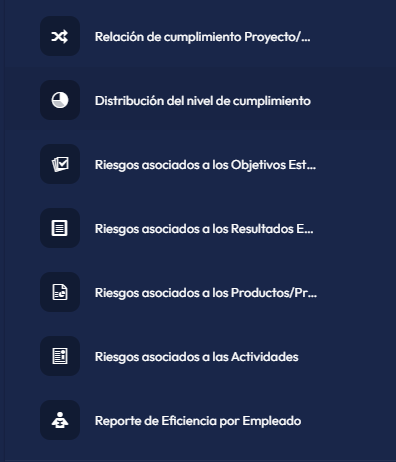 Relación de cumplimiento Proyecto/...
Distribución del nivel de cumplimiento
Riesgos asociados a los Objetivos Est...
Riesgos asociados a los Resultados E...
Riesgos asociados a los Productos/Pr...
Riesgos asociados a las Actividades
Reporte de Eficiencia por Empleado